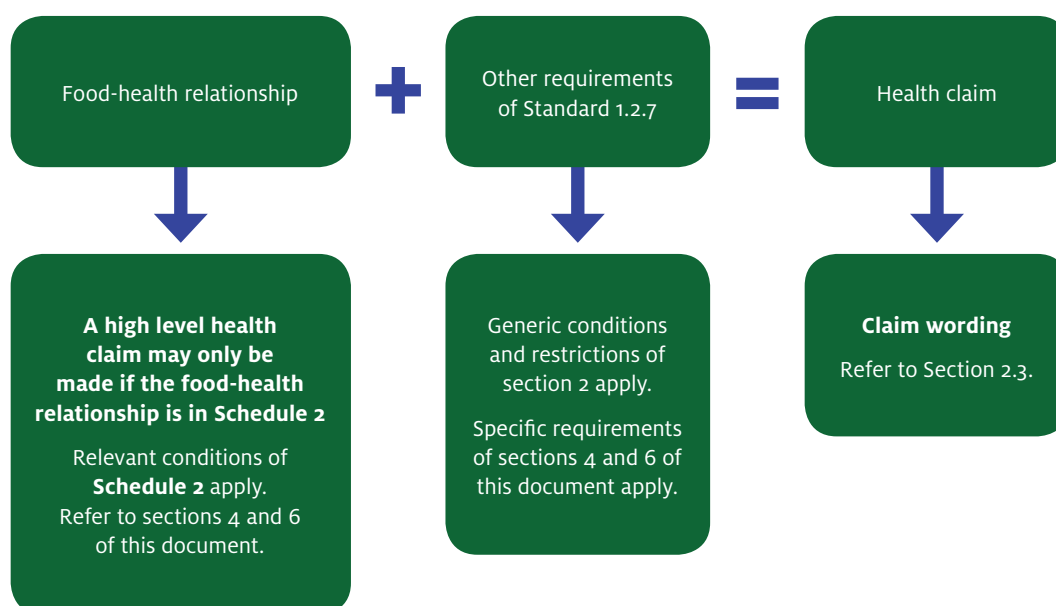 Food-health relationship
+
Other requirements
of Standard 1.2.7
=
Health claim
A high level health
claim may only be
made if the food-health
relationship is in Schedule 2
Relevant conditions of
Schedule 2 apply.
Refer to sections 4 and 6
of this document.
Generic conditions
and restrictions of
section 2 apply.
Specific requirements
of sections 4 and 6 of
this document apply.
Claim wording
Refer to Section 2.3.